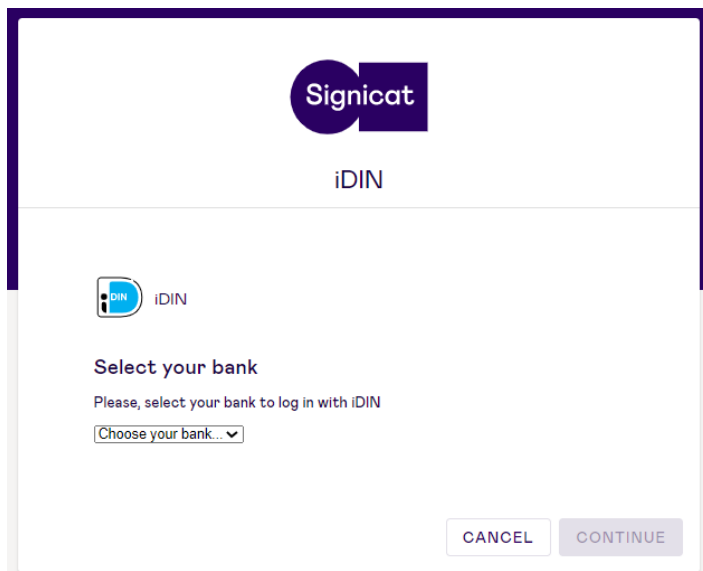 Signicat
iDIN
iDIN iDIN
Select your bank
Please, select your bank to log in with iDIN
Choose your bank...
CANCEL CONTINUE